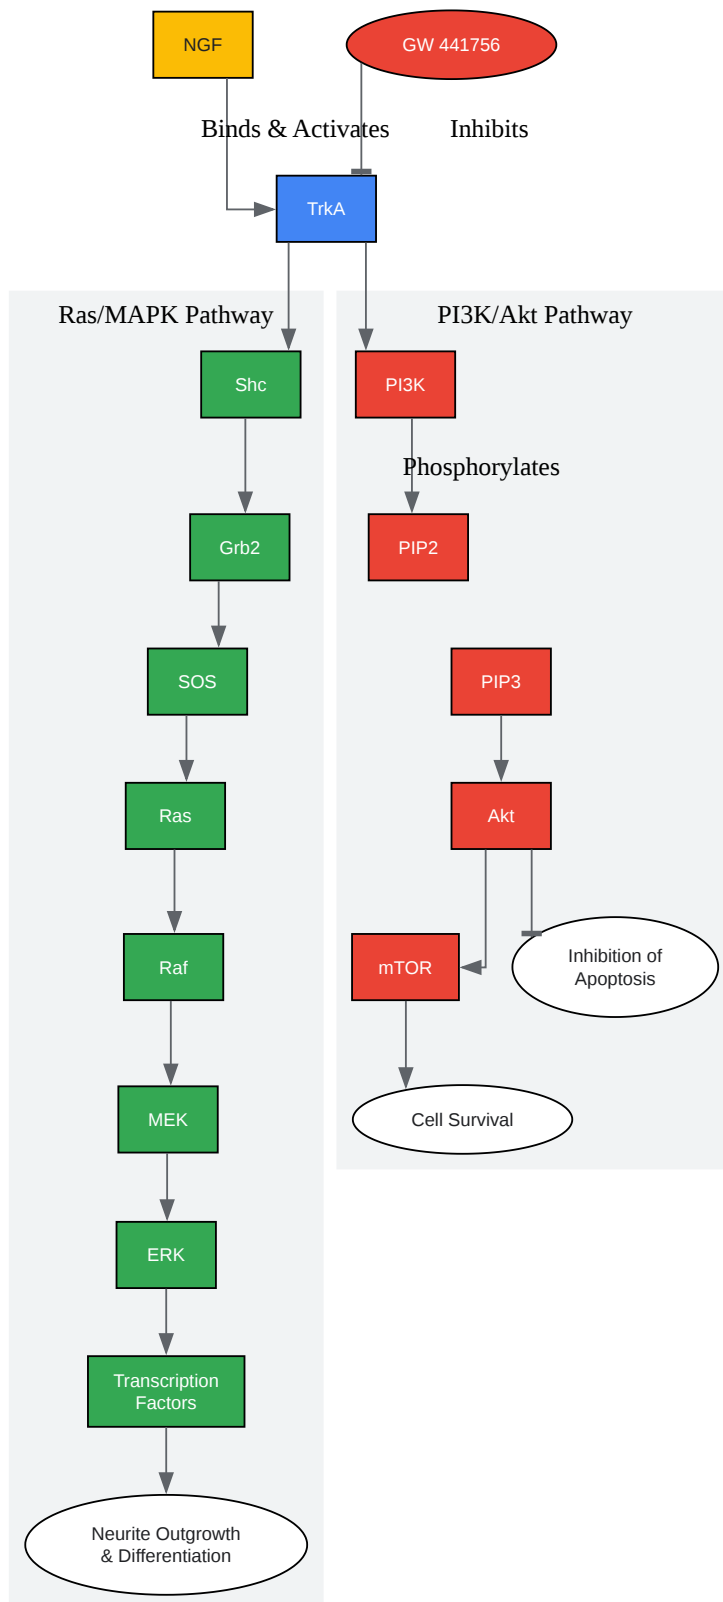 NGF
GW 441756
Binds & Activates
Inhibits
TrkA
Ras/MAPK Pathway
PI3K/Akt Pathway
Shc
PI3K
Phosphorylates
Grb2
PIP2
SOS
PIP3
Ras
Akt
Raf
mTOR
Inhibition of
Apoptosis
MEK
Cell Survival
ERK
Transcription
Factors
Neurite Outgrowth
& Differentiation